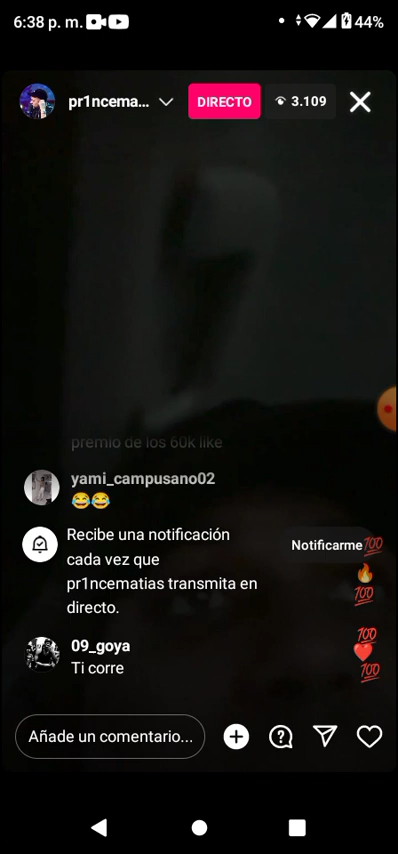 6:38 p. m.
44%
pr1ncema...
DIRECTO
3.109
premio de los 60k like
yami_campusano02
😂😂
Recibe una notificación
cada vez que
pr1ncematias transmita en
directo.
Notificarme
09_goya
Ti corre
Añade un comentario...